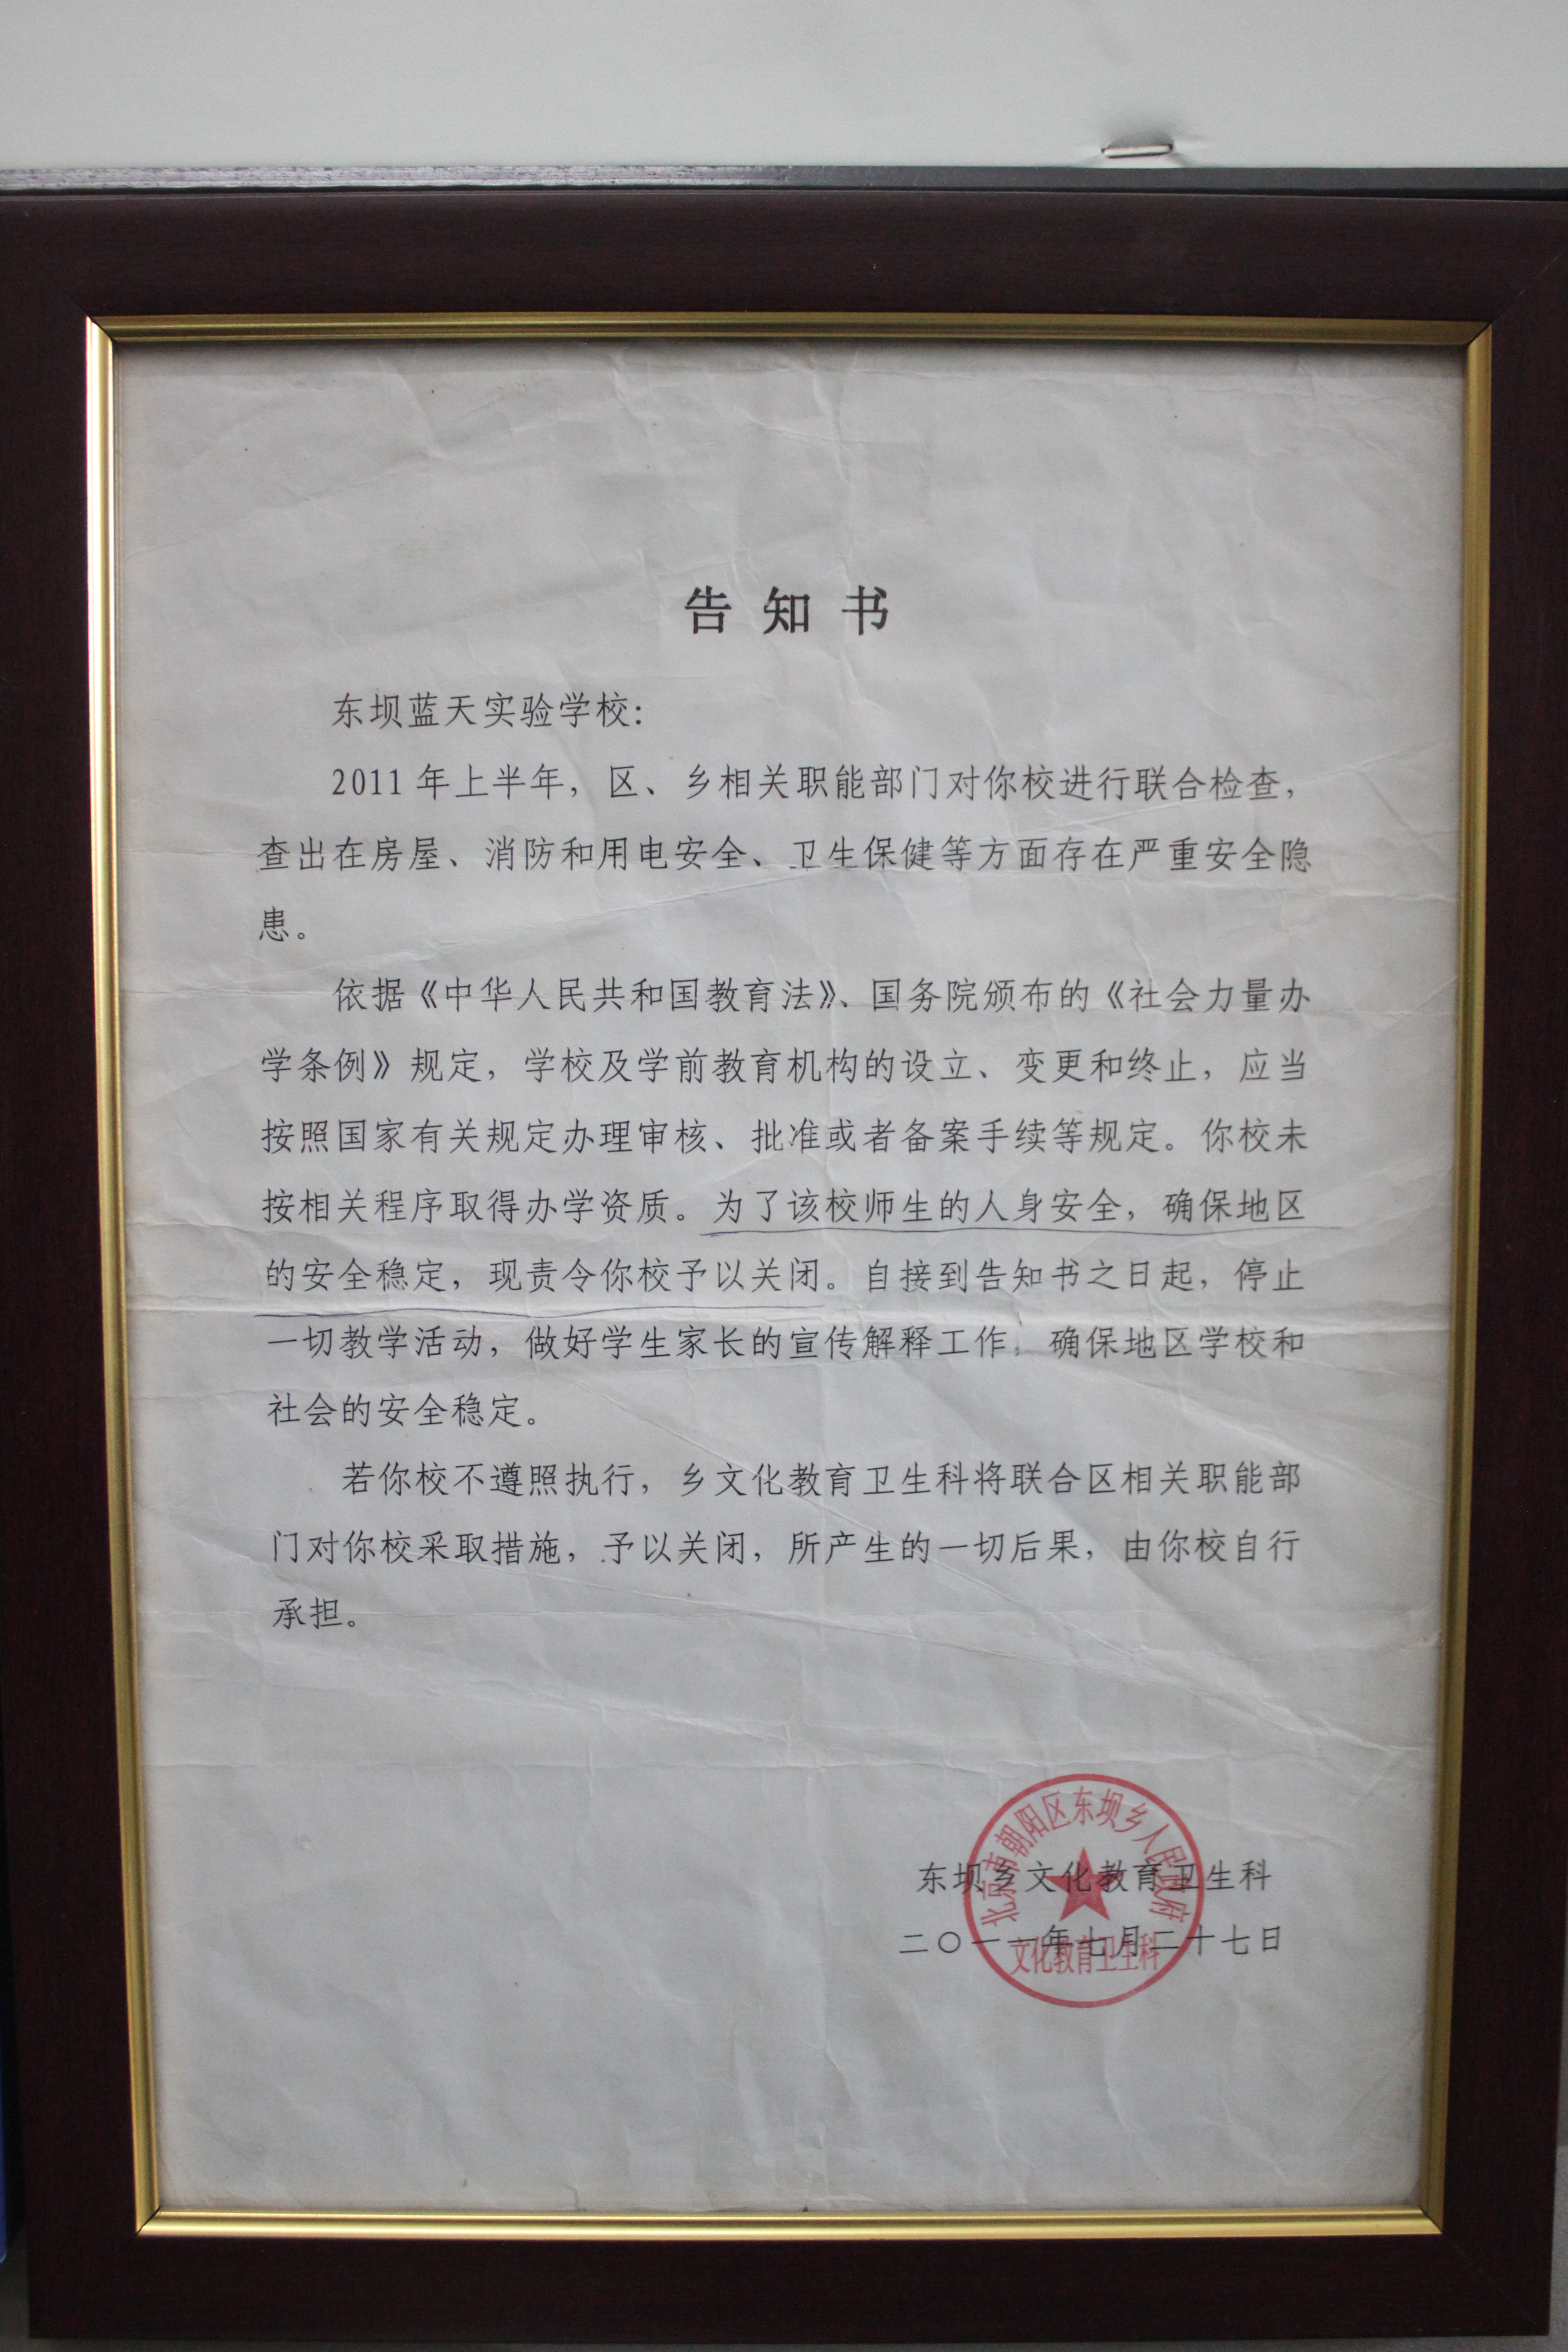 告知书
东坝蓝天实验学校：
2011年上半年，区、乡相关职能部门对你校进行联合检查，
查出在房屋、消防和用电安全、卫生保健等方面存在严重安全隐
患。
依据《中华人民共和国教育法》、国务院颁布的《社会力量办
学条例》规定，学校及学前教育机构的设立、变更和终止，应当
按照国家有关规定办理审核、批准或者备案手续等规定。你校未
按相关程序取得办学资质。为了该校师生的人身安全，确保地区
的安全稳定，现责令你校予以关闭。自接到告知书之日起，停止
一切教学活动，做好学生家长的宣传解释工作，确保地区学校和
社会的安全稳定。
若你校不遵照执行，乡文化教育卫生科将联合区相关职能部
门对你校采取措施，予以关闭，所产生的一切后果，由你校自行
承担。
北京市朝阳区东坝乡人民政府
东坝乡文化教育卫生科
二〇一一年七月二十七日
文化教育卫生科